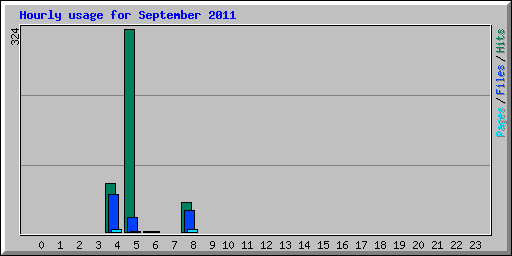 Hourly usage for September 2011
324
Pages/Files/Hits
0 1 2 3 4 5 6 7 8 9 10 11 12 13 14 15 16 17 18 19 20 21 22 23